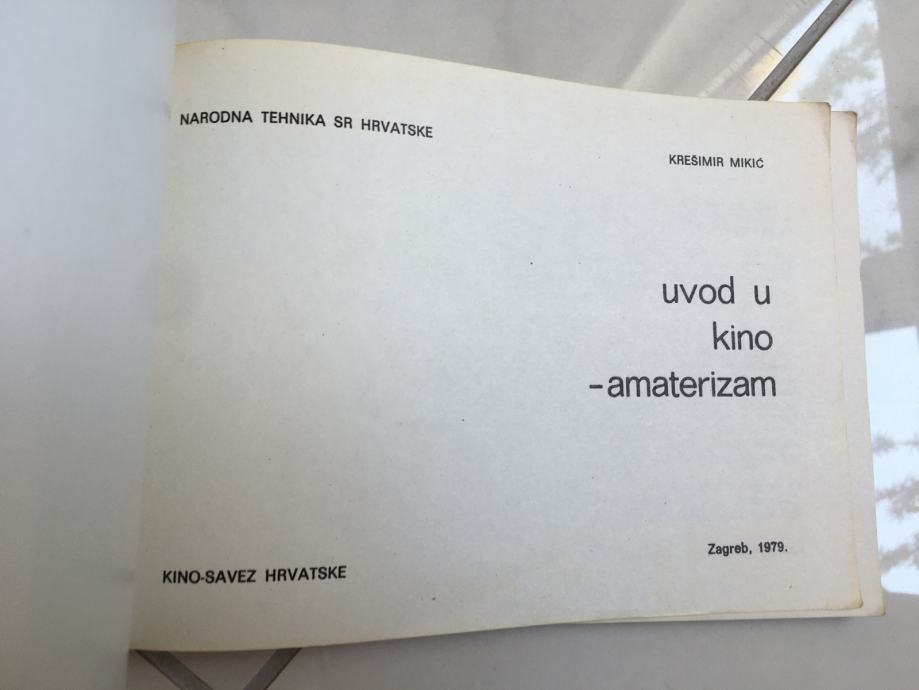 NARODNA TEHNIKA SR HRVATSKE
KREŠIMIR MIKIĆ
uvod u
kino
-amaterizam
Zagreb, 1979.
KINO-SAVEZ HRVATSKE